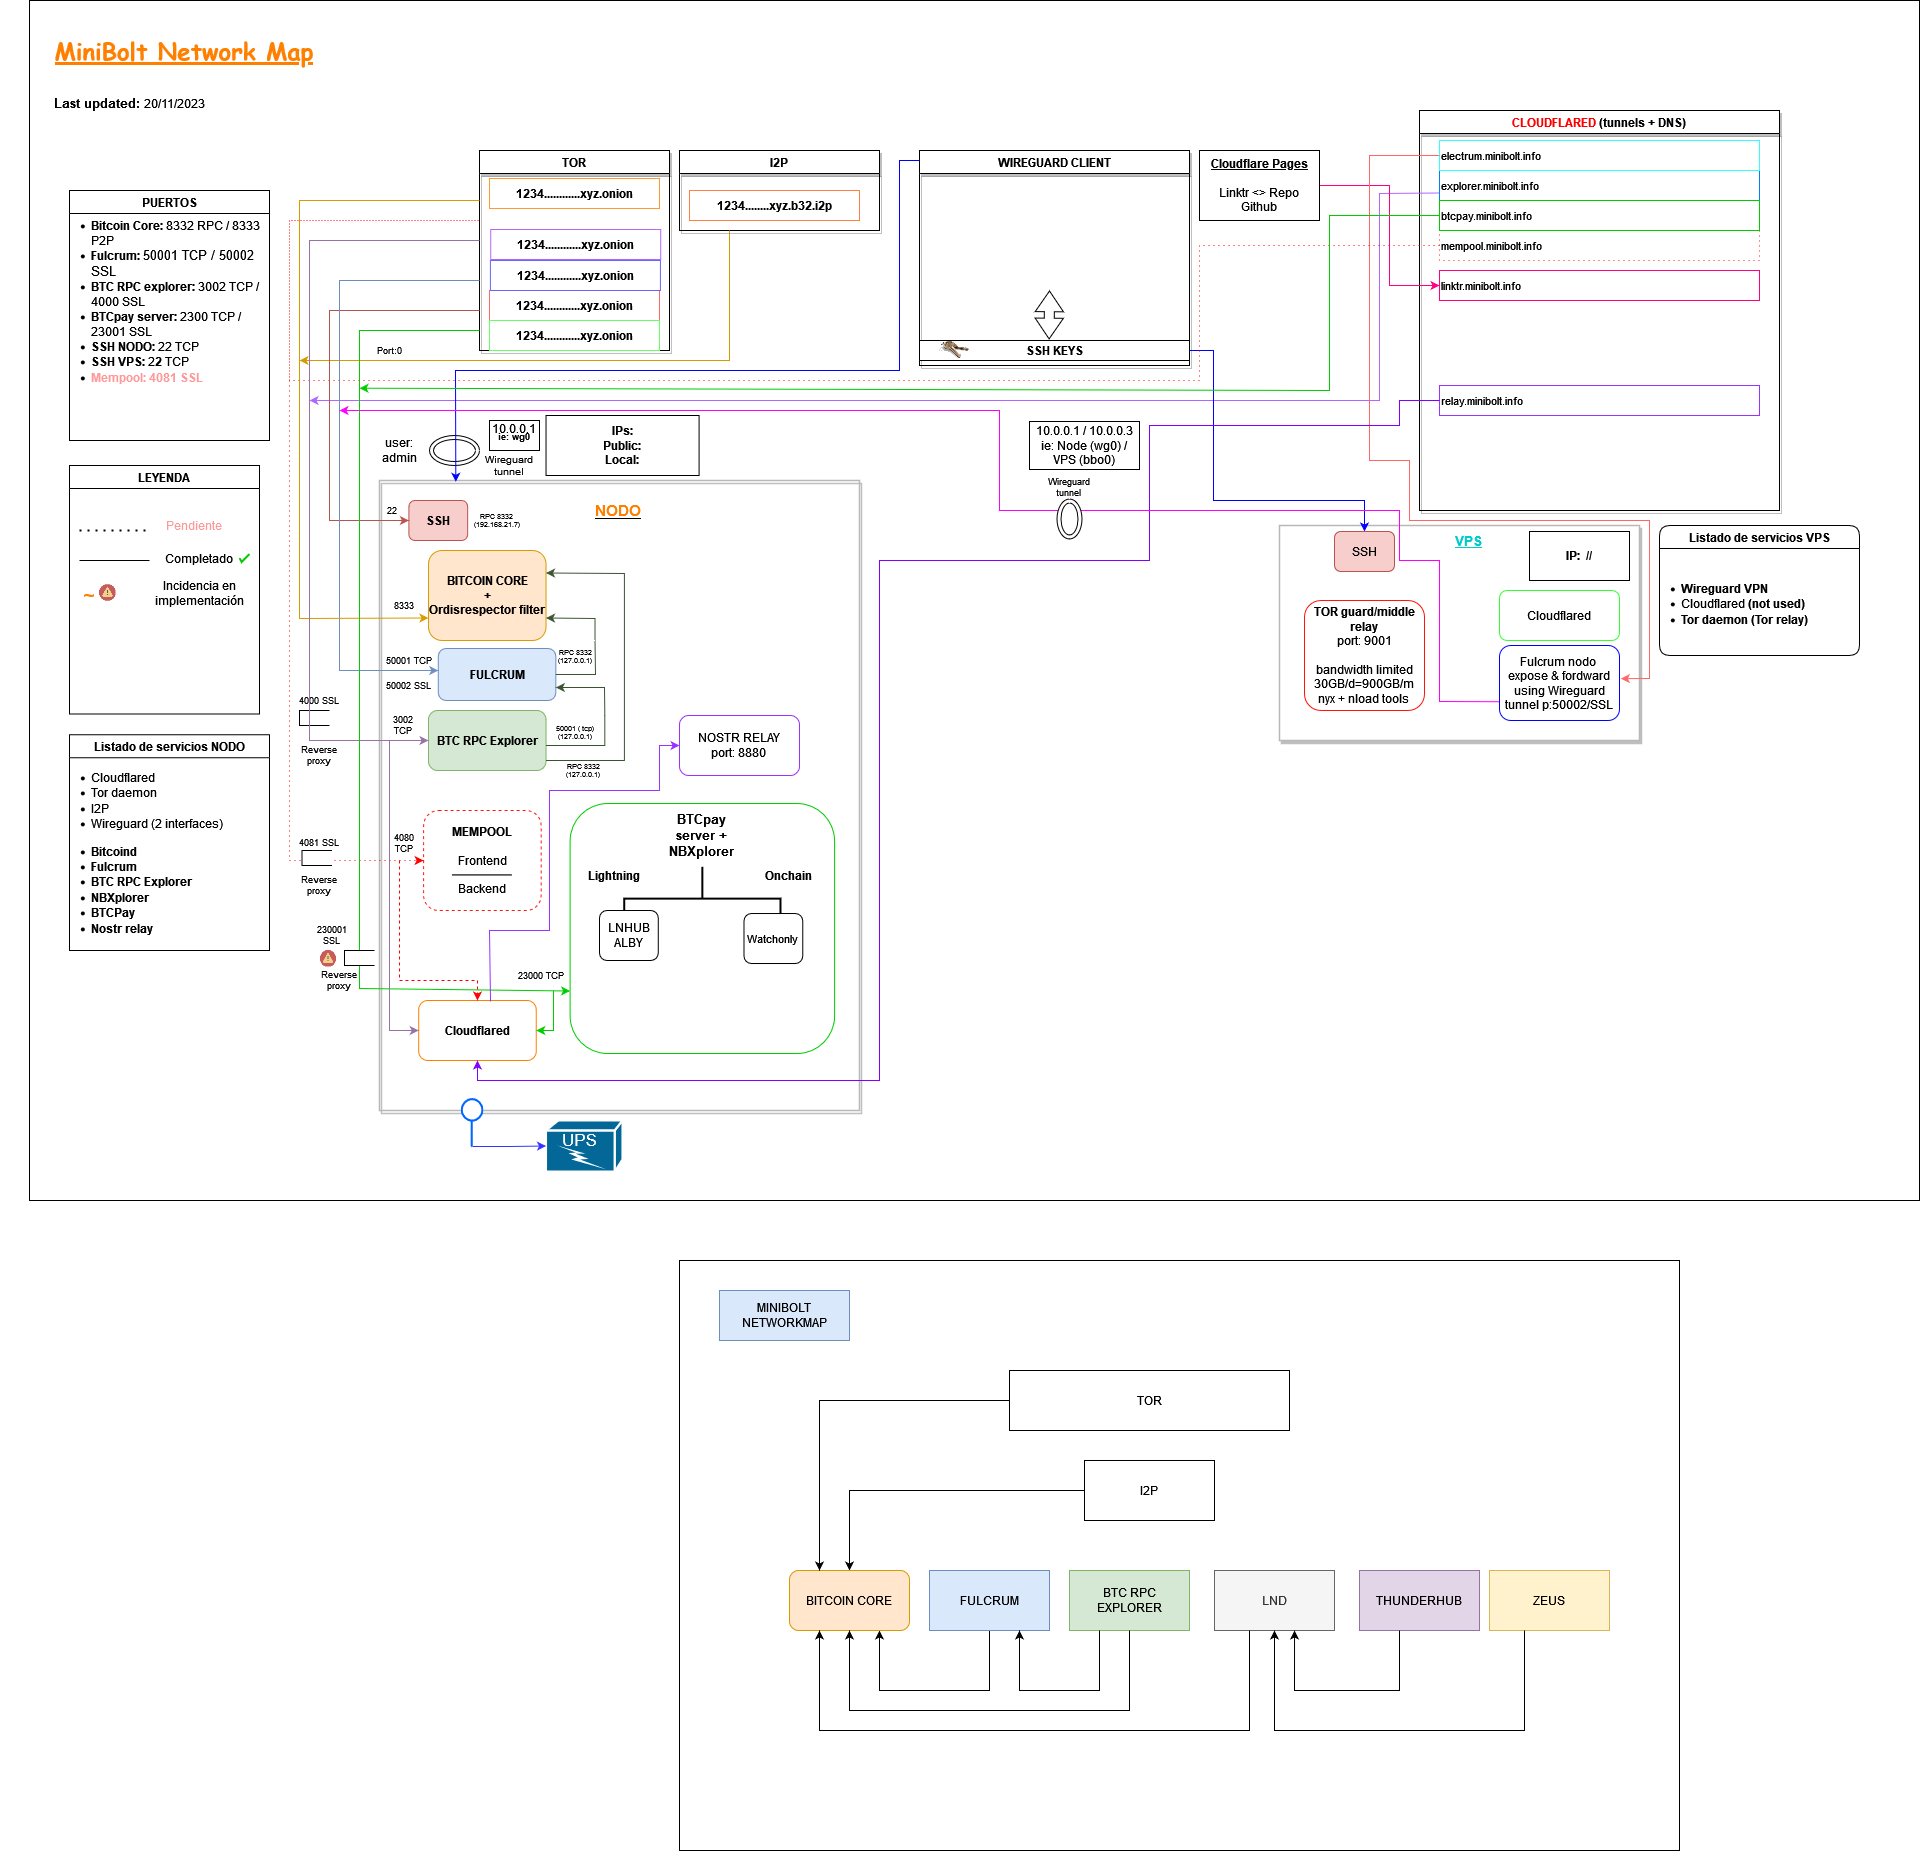 MiniBolt Network Map
Last updated: 20/11/2023
PUERTOS
Bitcoin Core: 8332 RPC / 8333
P2P
Fulcrum: 50001 TCP / 50002
SSL
BTC RPC explorer: 3002 TCP /
4000 SSL
BTCpay server: 2300 TCP /
23001 SSL
SSH NODO: 22 TCP
SSH VPS: 22 TCP
Mempool: 4081 SSL
LEYENDA
Pendiente
Completado
~
Incidencia en
implementación
Listado de servicios NODO
Cloudflared
Tor daemon
I2P
Wireguard (2 interfaces)
Bitcoind
Fulcrum
BTC RPC Explorer
NBXplorer
BTCPay
Nostr relay
TOR
1234............xyz.onion
1234............xyz.onion
1234............xyz.onion
1234............xyz.onion
1234............xyz.onion
I2P
1234........xyz.b32.i2p
Port:0
WIREGUARD CLIENT
SSH KEYS
Cloudflare Pages
Linktr <> Repo
Github
CLOUDFLARED (tunnels + DNS)
electrum.minibolt.info
explorer.minibolt.info
btcpay.minibolt.info
mempool.minibolt.info
linktr.minibolt.info
relay.minibolt.info
user:
admin
10.0.0.1
ie: wg0
Wireguard
tunnel
IPs:
Public:
Local:
10.0.0.1 / 10.0.0.3
ie: Node (wg0) /
VPS (bbo0)
Wireguard
tunnel
NODO
22
SSH
RPC 8332
(192.168.21.7)
BITCOIN CORE
+
Ordisrespector filter
8333
50001 TCP
50002 SSL
FULCRUM
RPC 8332
(127.0.0.1)
4000 SSL
Reverse
proxy
3002
TCP
BTC RPC Explorer
50001 ( tcp)
(127.0.0.1)
RPC 8332
(127.0.0.1)
NOSTR RELAY
port: 8880
4081 SSL
Reverse
proxy
4080
TCP
MEMPOOL
Frontend
Backend
BTCpay
server +
NBXplorer
Lightning
Onchain
LNHUB
ALBY
Watchonly
230001
SSL
Reverse
proxy
23000 TCP
Cloudflared
UPS
VPS
SSH
IP: //
TOR guard/middle
relay
port: 9001
bandwidth limited
30GB/d=900GB/m
nyx + nload tools
Cloudflared
Fulcrum nodo
expose & fordward
using Wireguard
tunnel p:50002/SSL
Listado de servicios VPS
Wireguard VPN
Cloudflared (not used)
Tor daemon (Tor relay)
MINIBOLT
NETWORKMAP
TOR
I2P
BITCOIN CORE
FULCRUM
BTC RPC
EXPLORER
LND
THUNDERHUB
ZEUS